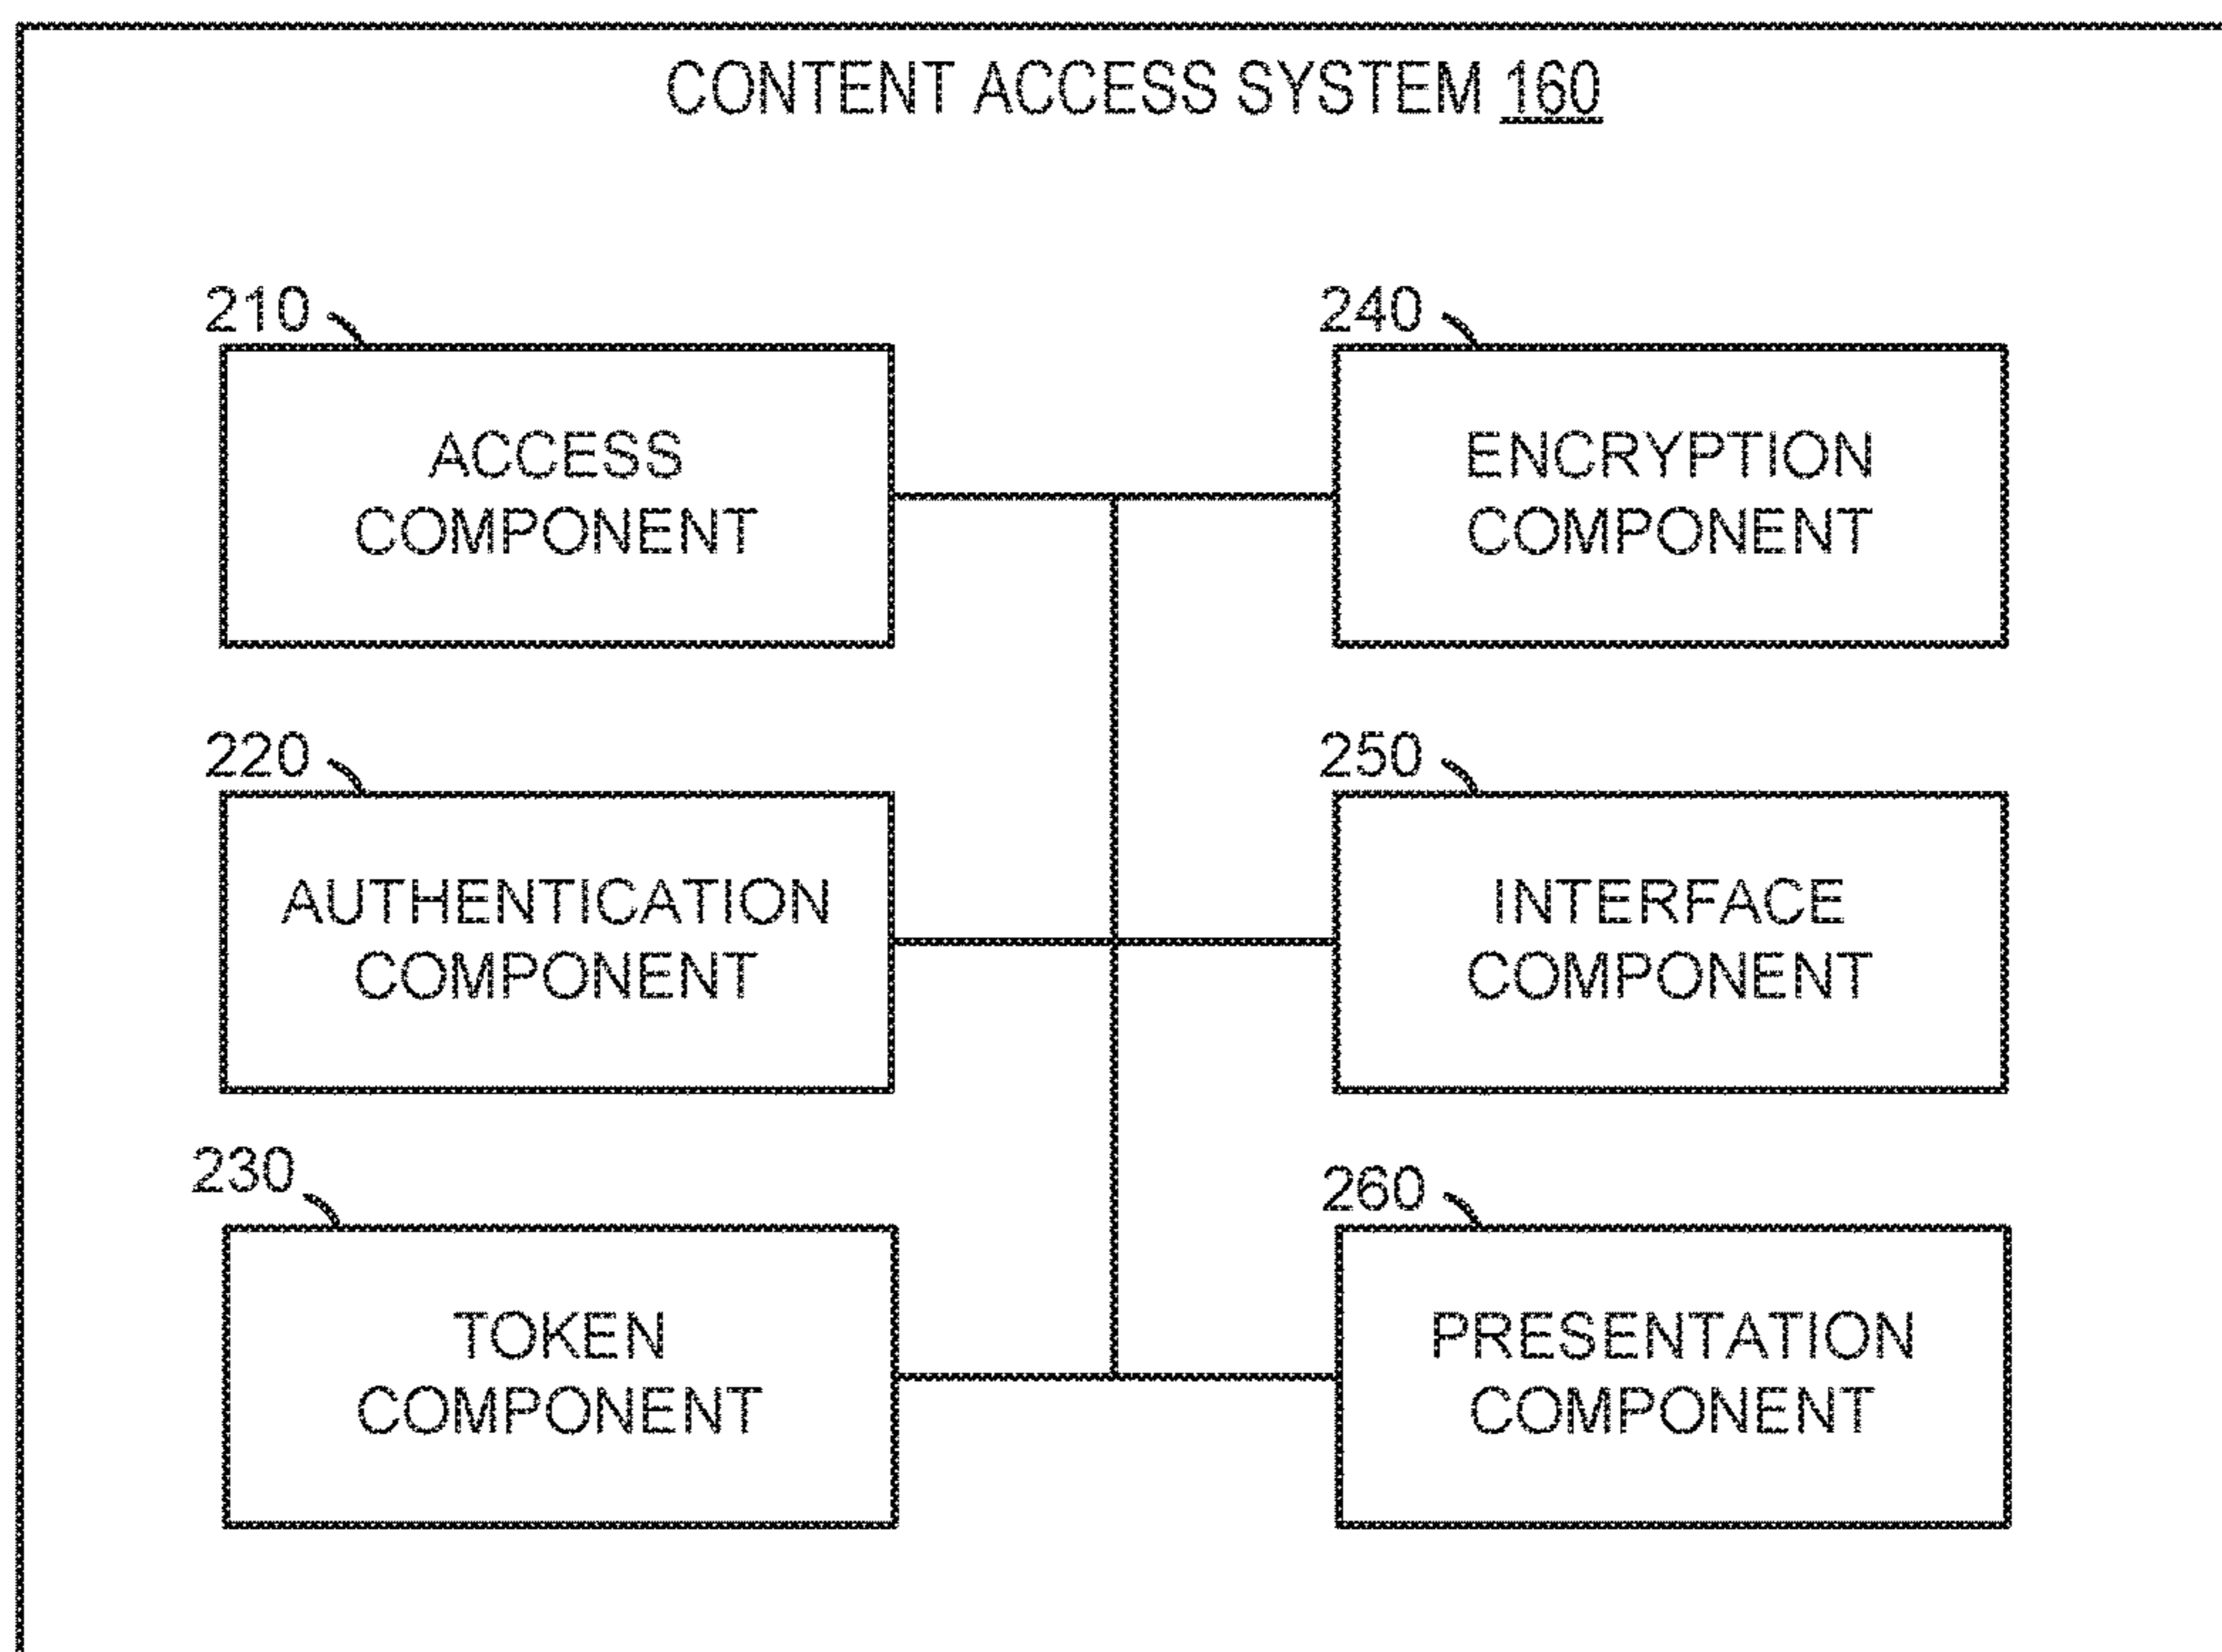 CONTENT ACCESS SYSTEM 160
210
ACCESS
COMPONENT
240
ENCRYPTION
COMPONENT
220
AUTHENTICATION
COMPONENT
250
INTERFACE
COMPONENT
230
TOKEN
COMPONENT
260
PRESENTATION
COMPONENT